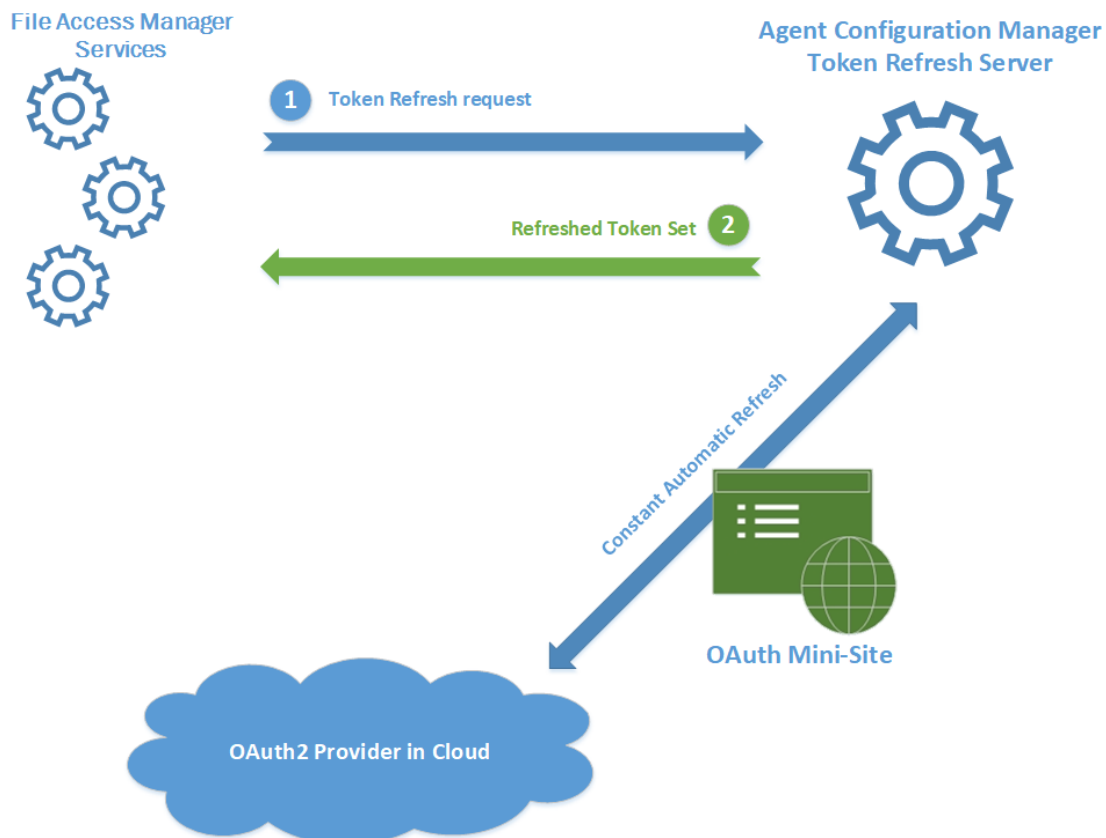 File Access Manager
Services
Agent Configuration Manager
Token Refresh Server
1 Token Refresh request
Refreshed Token Set 2
Constant Automatic Refresh
OAuth Mini-Site
OAuth2 Provider in Cloud